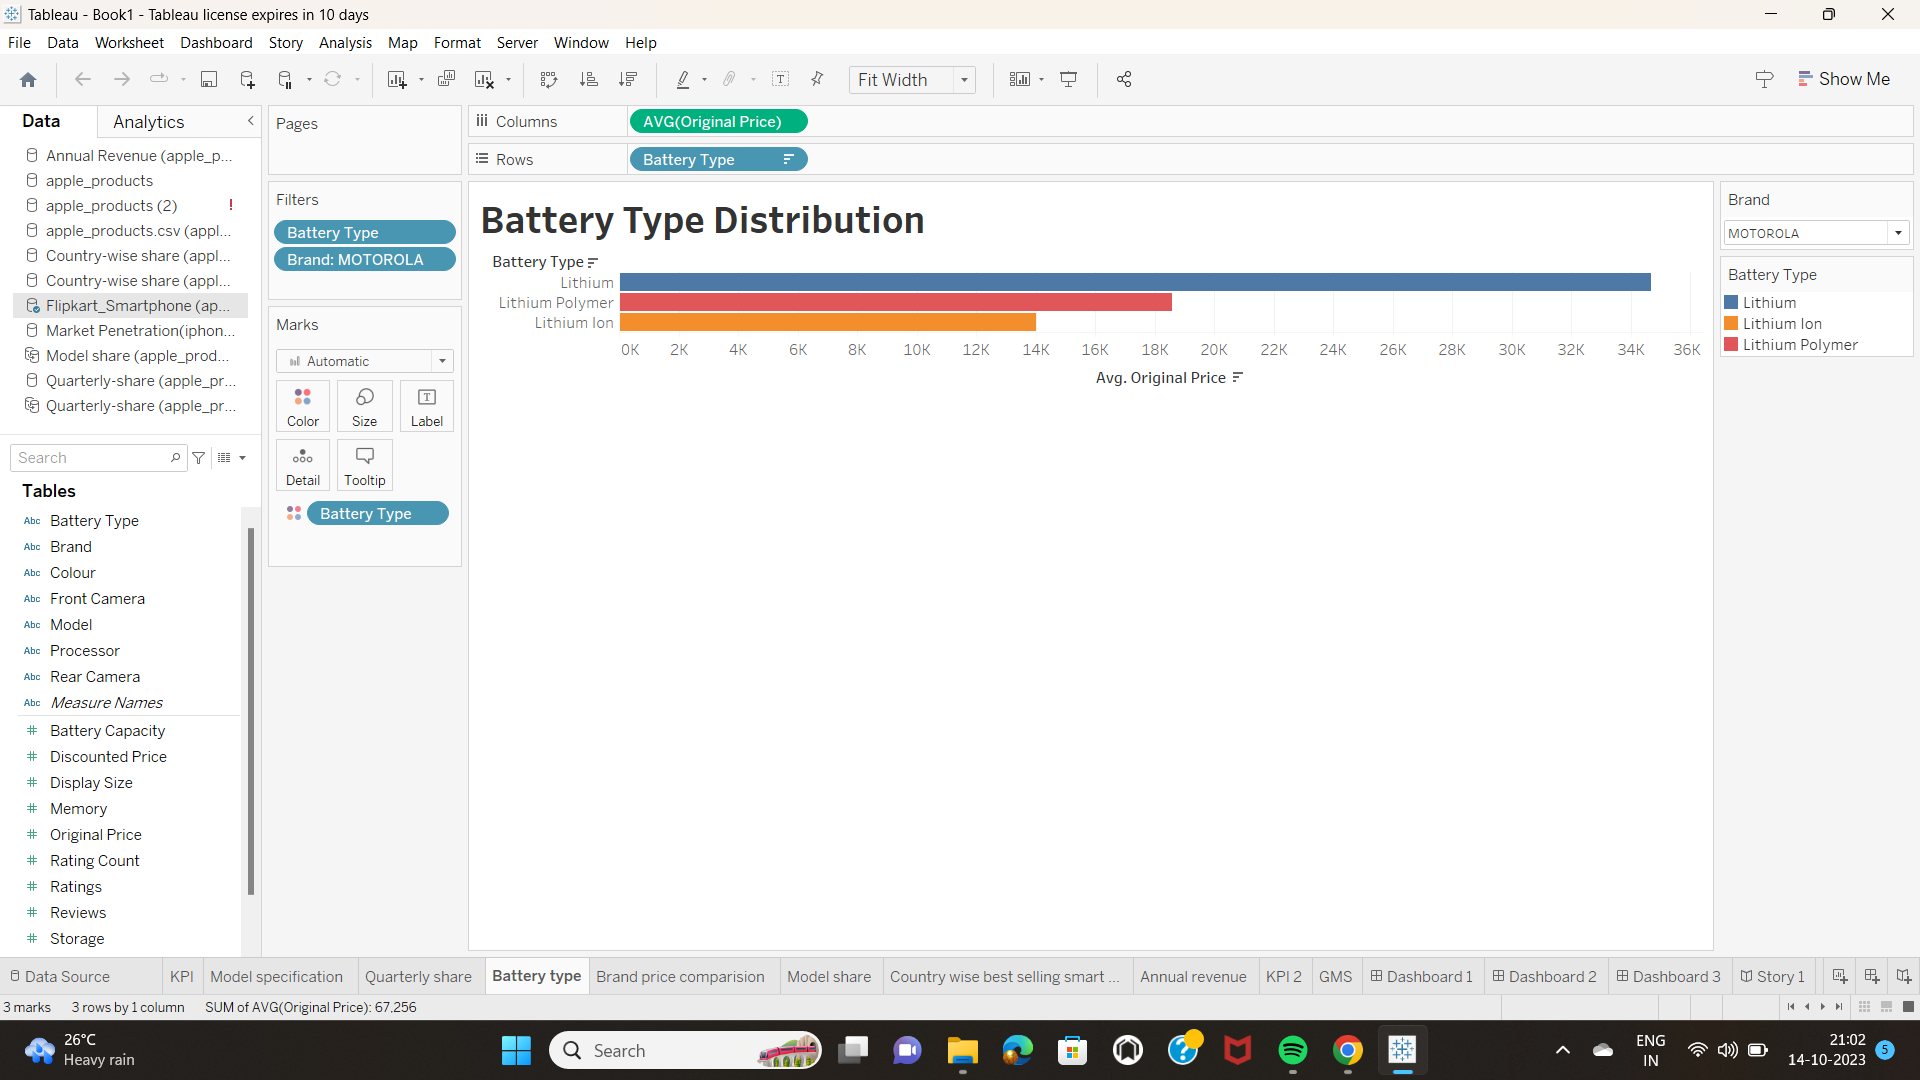 Tableau - Book1 - Tableau license expires in 10 days
File Data Worksheet Dashboard Story Analysis Map Format Server Window Help
Fit Width
Show Me
Data Analytics
Annual Revenue (apple_p...
apple_products
apple_products (2) !
apple_products.csv (appl...
Country-wise share (appl...
Country-wise share (appl...
Flipkart_Smartphone (ap...
Market Penetration(iphon...
Model share (apple_prod...
Quarterly-share (apple_pr...
Quarterly-share (apple_pr...
Search
Tables
Abc Battery Type
Abc Brand
Abc Colour
Abc Front Camera
Abc Model
Abc Processor
Abc Rear Camera
Abc Measure Names
# Battery Capacity
# Discounted Price
# Display Size
# Memory
# Original Price
# Rating Count
# Ratings
# Reviews
# Storage
Pages
Filters
Battery Type
Brand: MOTOROLA
Marks
Automatic
Color Size Label
Detail Tooltip
Battery Type
Columns AVG(Original Price)
Rows Battery Type
Battery Type Distribution
Battery Type
Lithium
Lithium Polymer
Lithium Ion
0K 2K 4K 6K 8K 10K 12K 14K 16K 18K 20K 22K 24K 26K 28K 30K 32K 34K 36K
Avg. Original Price
Brand
MOTOROLA
Battery Type
Lithium
Lithium Ion
Lithium Polymer
Data Source KPI Model specification Quarterly share Battery type Brand price comparision Model share Country wise best selling smart ... Annual revenue KPI 2 GMS Dashboard 1 Dashboard 2 Dashboard 3 Story 1
3 marks 3 rows by 1 column SUM of AVG(Original Price): 67,256
26°C
Heavy rain
Search
ENG
IN
21:02
14-10-2023
5